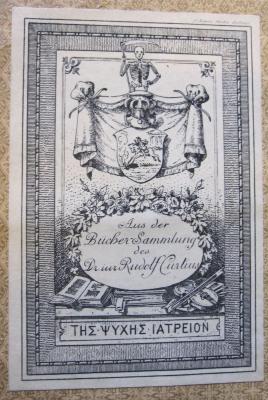 Aus der
Bücher Sammlung
des
Dr. iur. Rudolf Curtius
ΤΗΣ · ΨΥΧΗΣ · ΙΑΤΡΕΙΟΝ